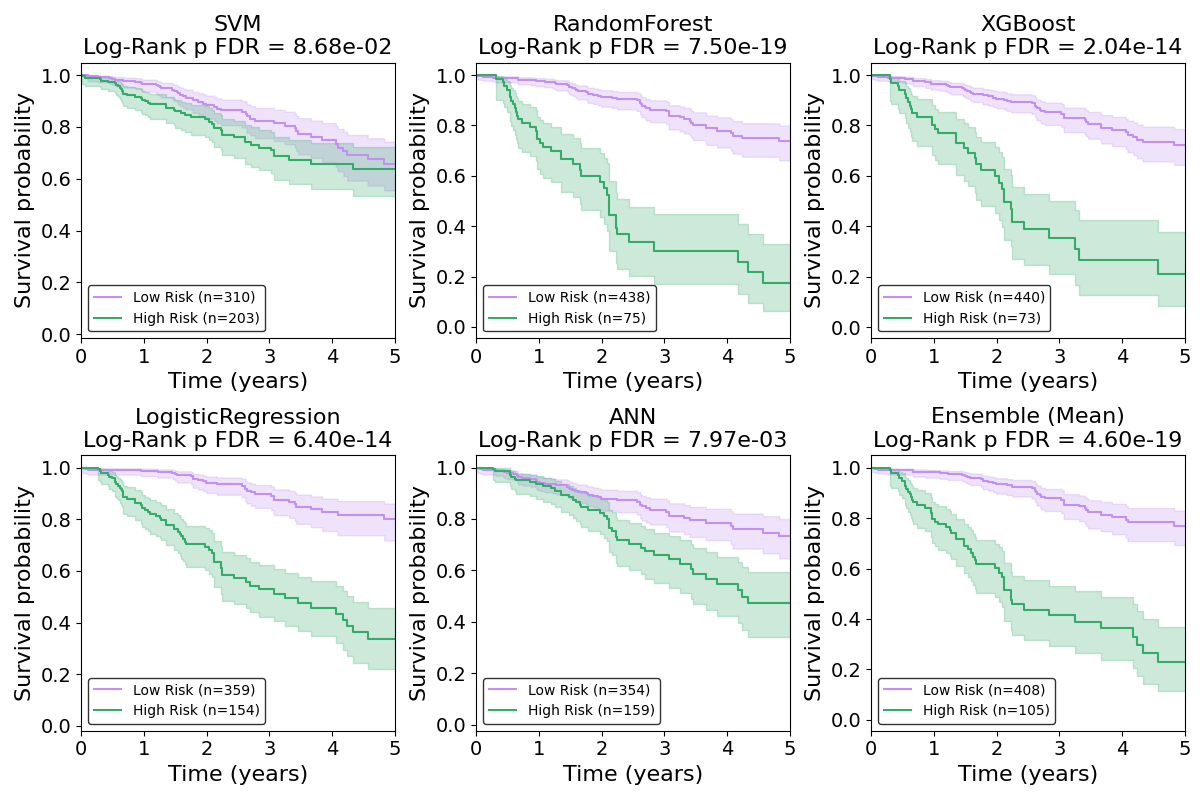 SVM
Log-Rank p FDR = 8.68e-02
Survival probability
1.0
0.8
0.6
0.4
0.2
0.0
Low Risk (n=310)
High Risk (n=203)
0 1 2 3 4 5
Time (years)
RandomForest
Log-Rank p FDR = 7.50e-19
Survival probability
1.0
0.8
0.6
0.4
0.2
0.0
Low Risk (n=438)
High Risk (n=75)
0 1 2 3 4 5
Time (years)
XGBoost
Log-Rank p FDR = 2.04e-14
Survival probability
1.0
0.8
0.6
0.4
0.2
0.0
Low Risk (n=440)
High Risk (n=73)
0 1 2 3 4 5
Time (years)
LogisticRegression
Log-Rank p FDR = 6.40e-14
Survival probability
1.0
0.8
0.6
0.4
0.2
0.0
Low Risk (n=359)
High Risk (n=154)
0 1 2 3 4 5
Time (years)
ANN
Log-Rank p FDR = 7.97e-03
Survival probability
1.0
0.8
0.6
0.4
0.2
0.0
Low Risk (n=354)
High Risk (n=159)
0 1 2 3 4 5
Time (years)
Ensemble (Mean)
Log-Rank p FDR = 4.60e-19
Survival probability
1.0
0.8
0.6
0.4
0.2
0.0
Low Risk (n=408)
High Risk (n=105)
0 1 2 3 4 5
Time (years)